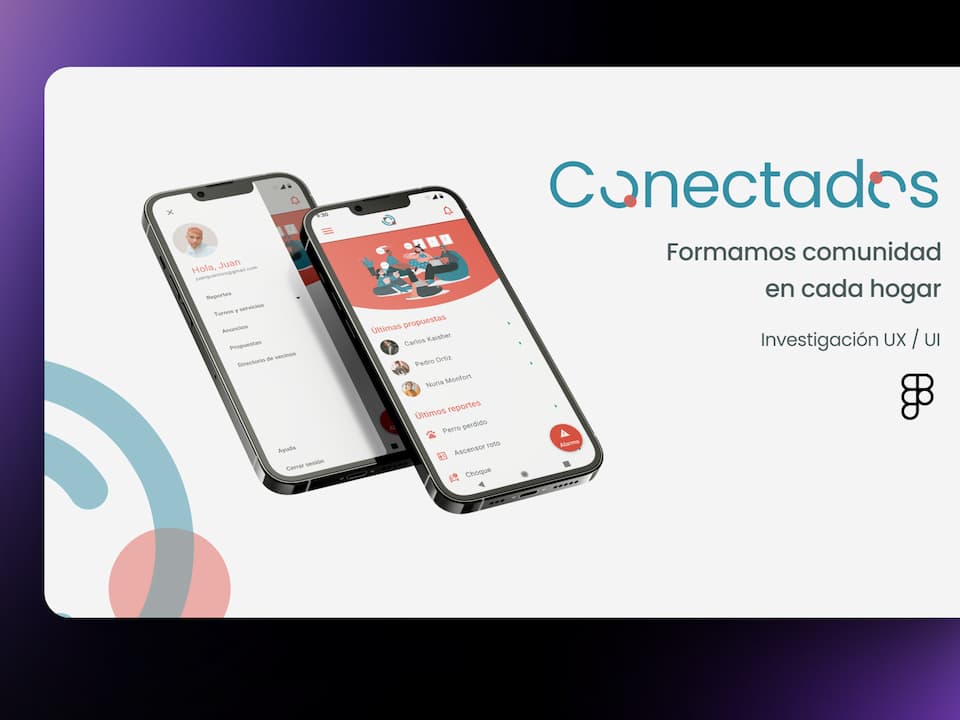 Conectados
Formamos comunidad
en cada hogar
Investigación UX / UI
Hola, Juan
Reportes
Turnos y servicios
Anuncios
Propuestas
Directorio de vecinos
Ayuda
Cerrar sesión
Últimas propuestas
Carlos Kaisher
Pedro Ortiz
Nuria Monfort
Últimos reportes
Perro perdido
Ascensor roto
Choque
Alarma